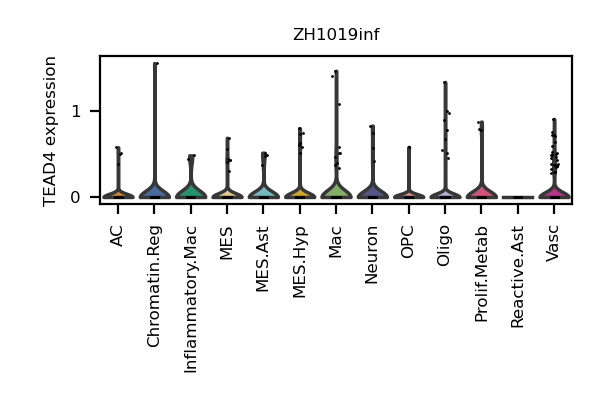 ZH1019inf
TEAD4 expression
1
0
AC
Chromatin.Reg
Inflammatory.Mac
MES
MES.Ast
MES.Hyp
Mac
Neuron
OPC
Oligo
Prolif.Metab
Reactive.Ast
Vasc